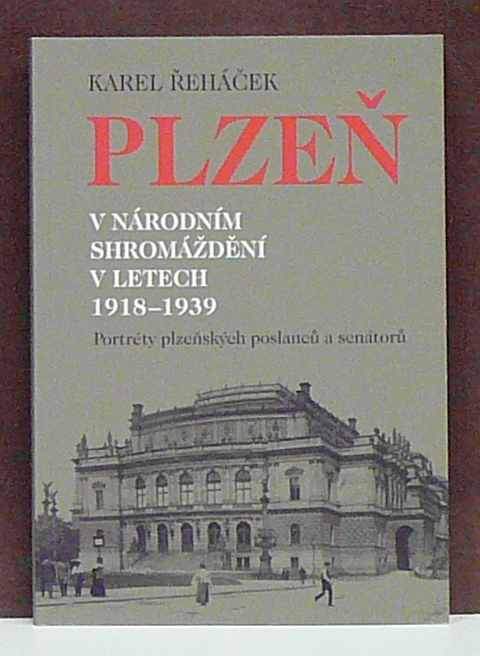 KAREL ŘEHÁČEK
PLZEŇ
V NÁRODNÍM
SHROMÁŽDĚNÍ
V LETECH
1918–1939
Portréty plzeňských poslanců a senátorů